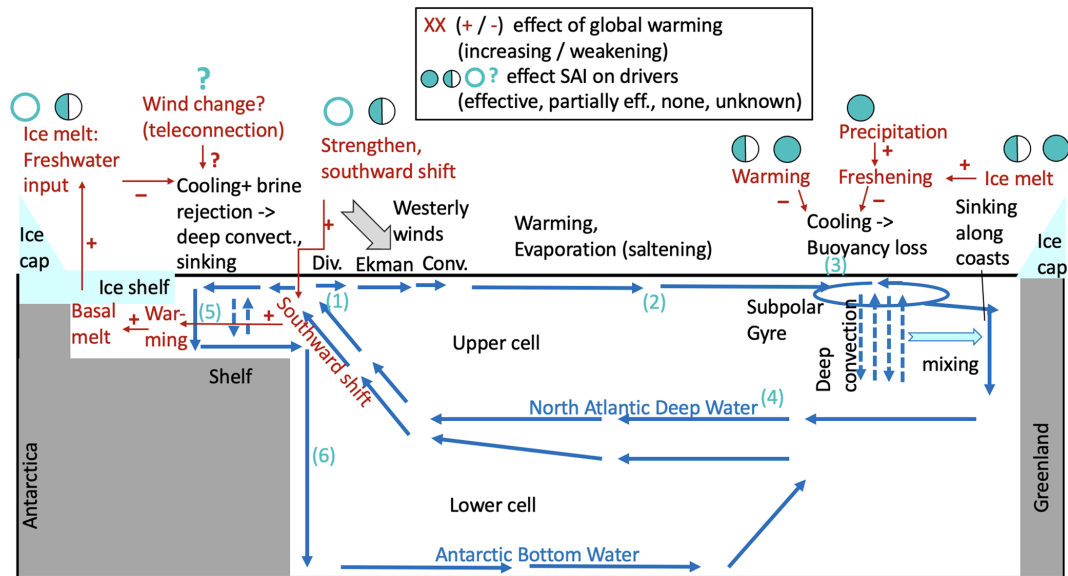 XX (+ / -) effect of global warming
(increasing / weakening)
? effect SAI on drivers
(effective, partially eff., none, unknown)
?
Wind change?
(teleconnection)
?
Ice melt:
Freshwater
input
−
+
Cooling+ brine
rejection ->
deep convect.,
sinking
Strengthen,
southward shift
+
Westerly
winds
Div.
Ekman
Conv.
Warming,
Evaporation (saltening)
Warming
−
Precipitation
+
Freshening
−
+
Ice melt
Cooling ->
Buoyancy loss
Sinking
along
coasts
Ice
cap
Ice
cap
Ice shelf
(1)
(2)
(3)
(5)
Basal
melt
+
War-
ming
+
Southward shift
Shelf
Upper cell
Subpolar
Gyre
Deep
convection
mixing
North Atlantic Deep Water
(4)
(6)
Lower cell
Antarctic Bottom Water
Antarctica
Greenland